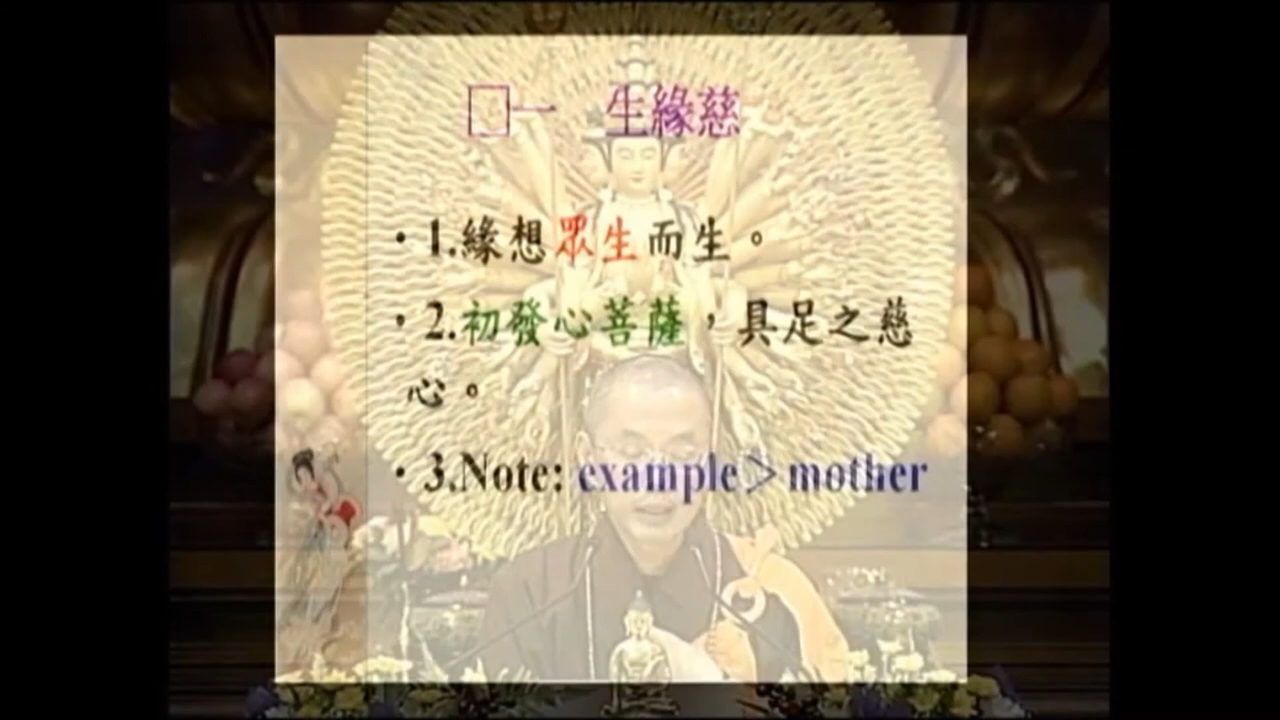 □一 生緣慈
•1.緣想眾生而生。
•2.初發心菩薩，具足之慈
心。
•3.Note: example＞mother